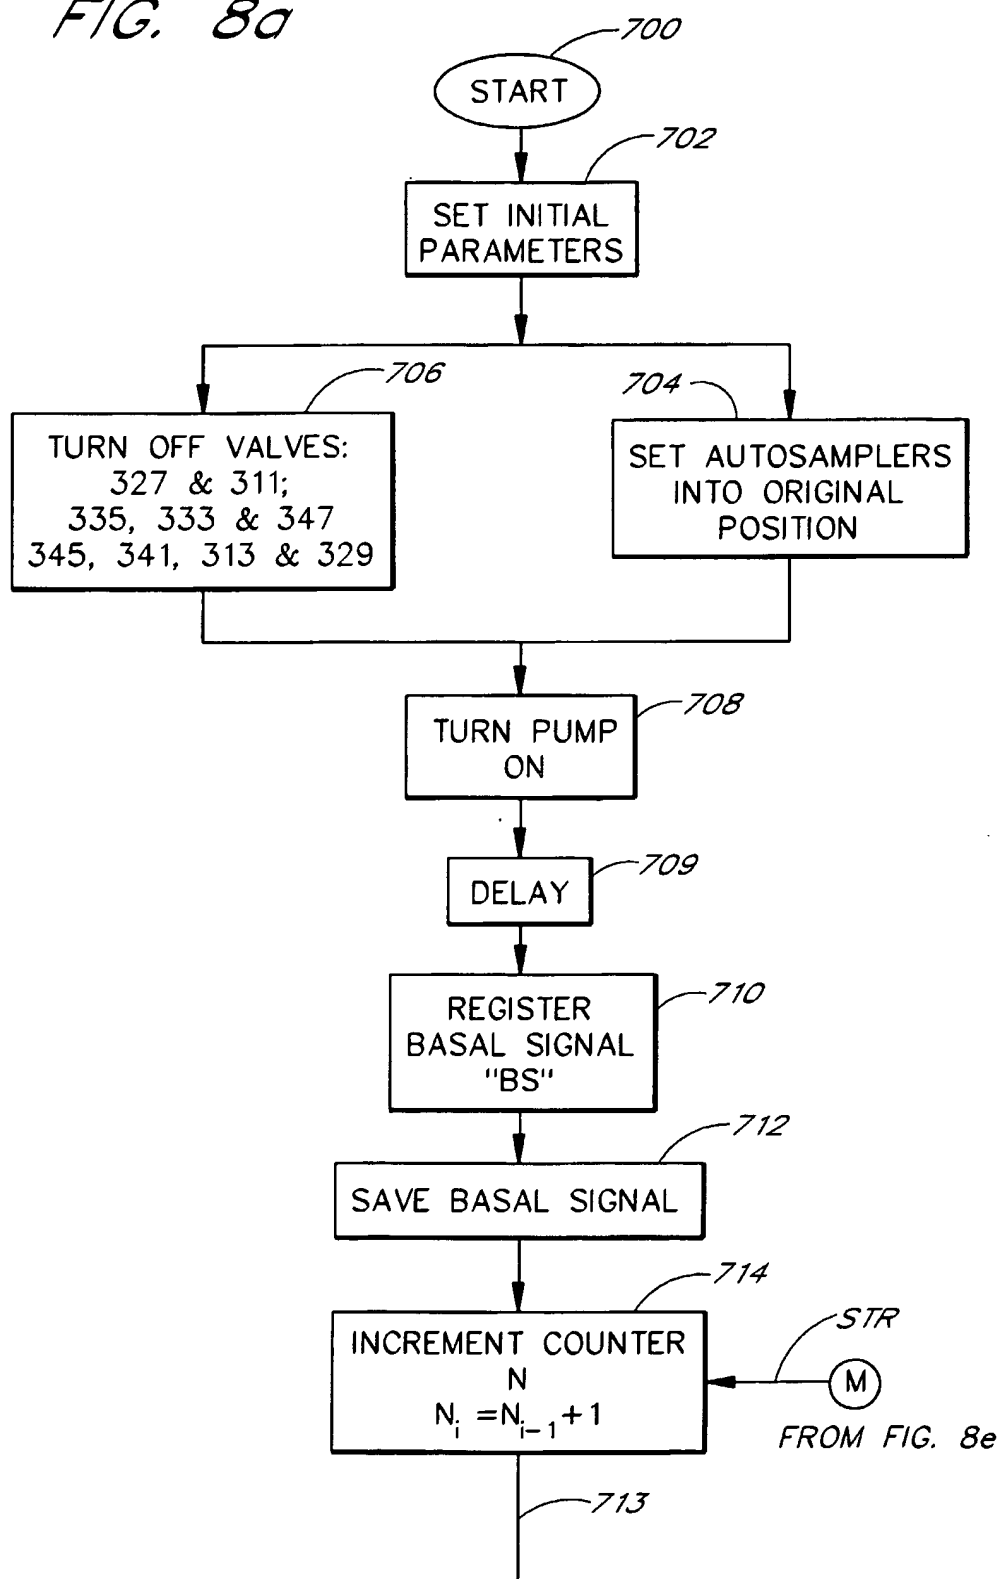 FIG. 8a
700
START
702
SET INITIAL
PARAMETERS
706
TURN OFF VALVES:
327 & 311;
335, 333 & 347
345, 341, 313 & 329
704
SET AUTOSAMPLERS
INTO ORIGINAL
POSITION
708
TURN PUMP
ON
709
DELAY
710
REGISTER
BASAL SIGNAL
"BS"
712
SAVE BASAL SIGNAL
714
INCREMENT COUNTER
N
N_i = N_{i-1} + 1
STR
M
FROM FIG. 8e
713